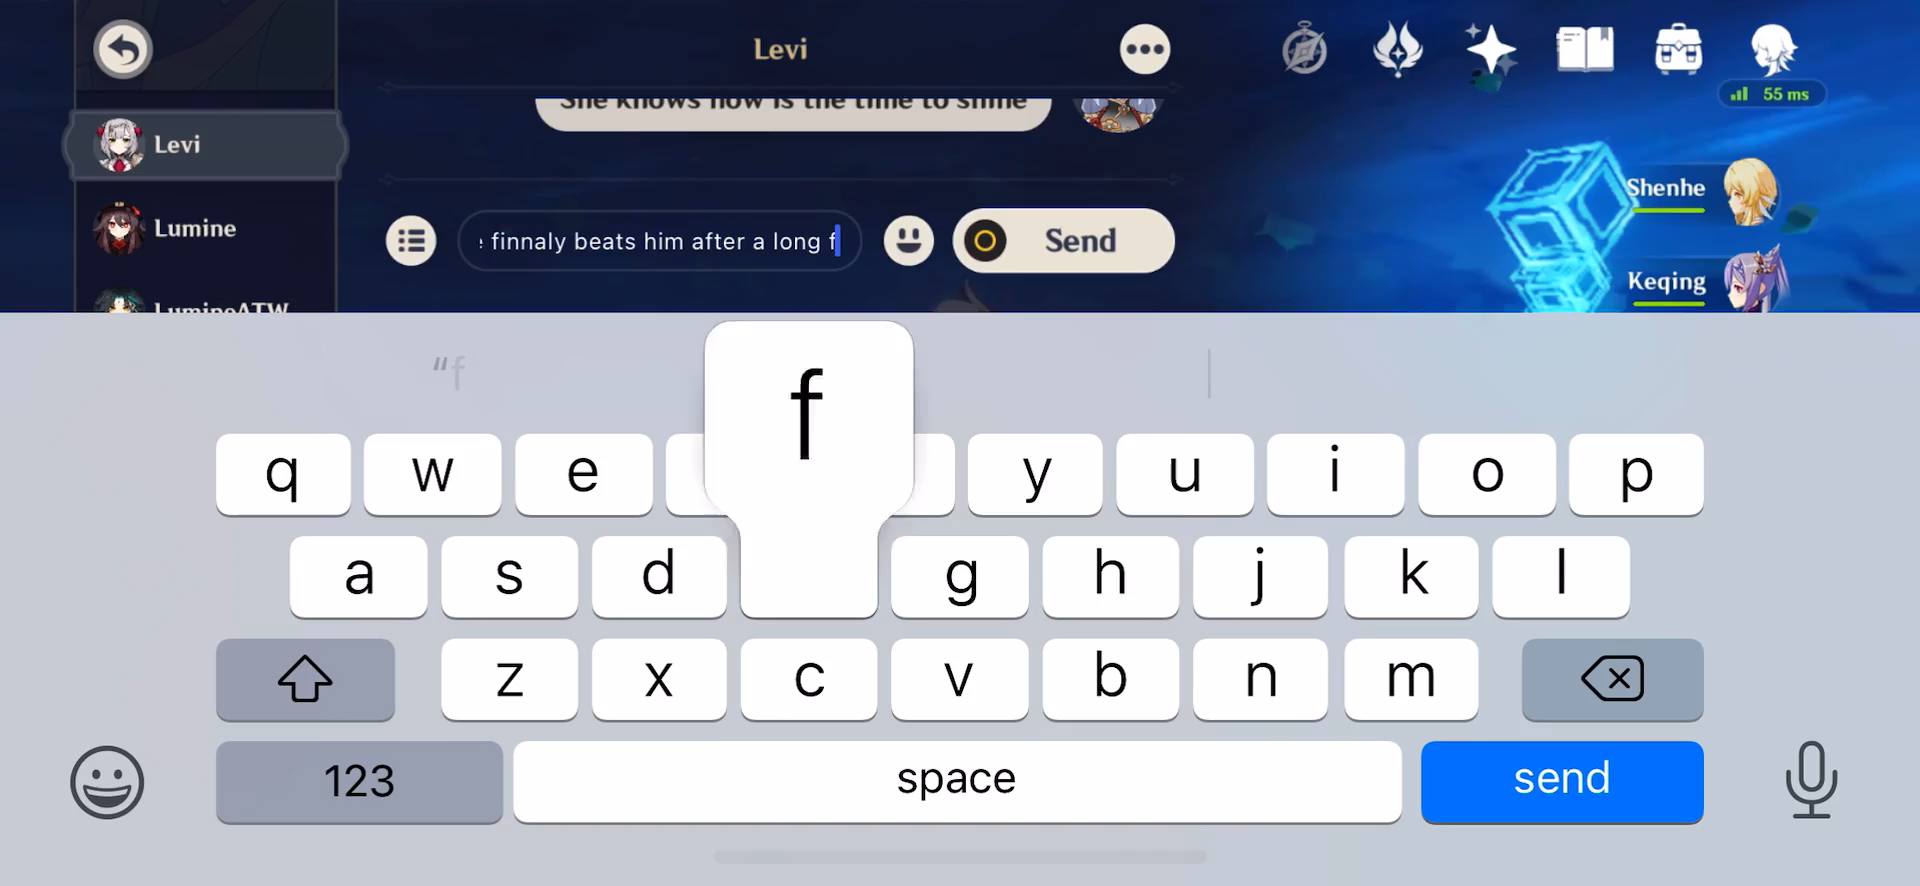 Levi
55 ms
She knows now is the time to shine
Levi
Shenhe
Lumine
finnaly beats him after a long f
Send
Keqing
LumineATW
"f
f
q w e y u i o p
a s d g h j k l
z x c v b n m
123
space
send